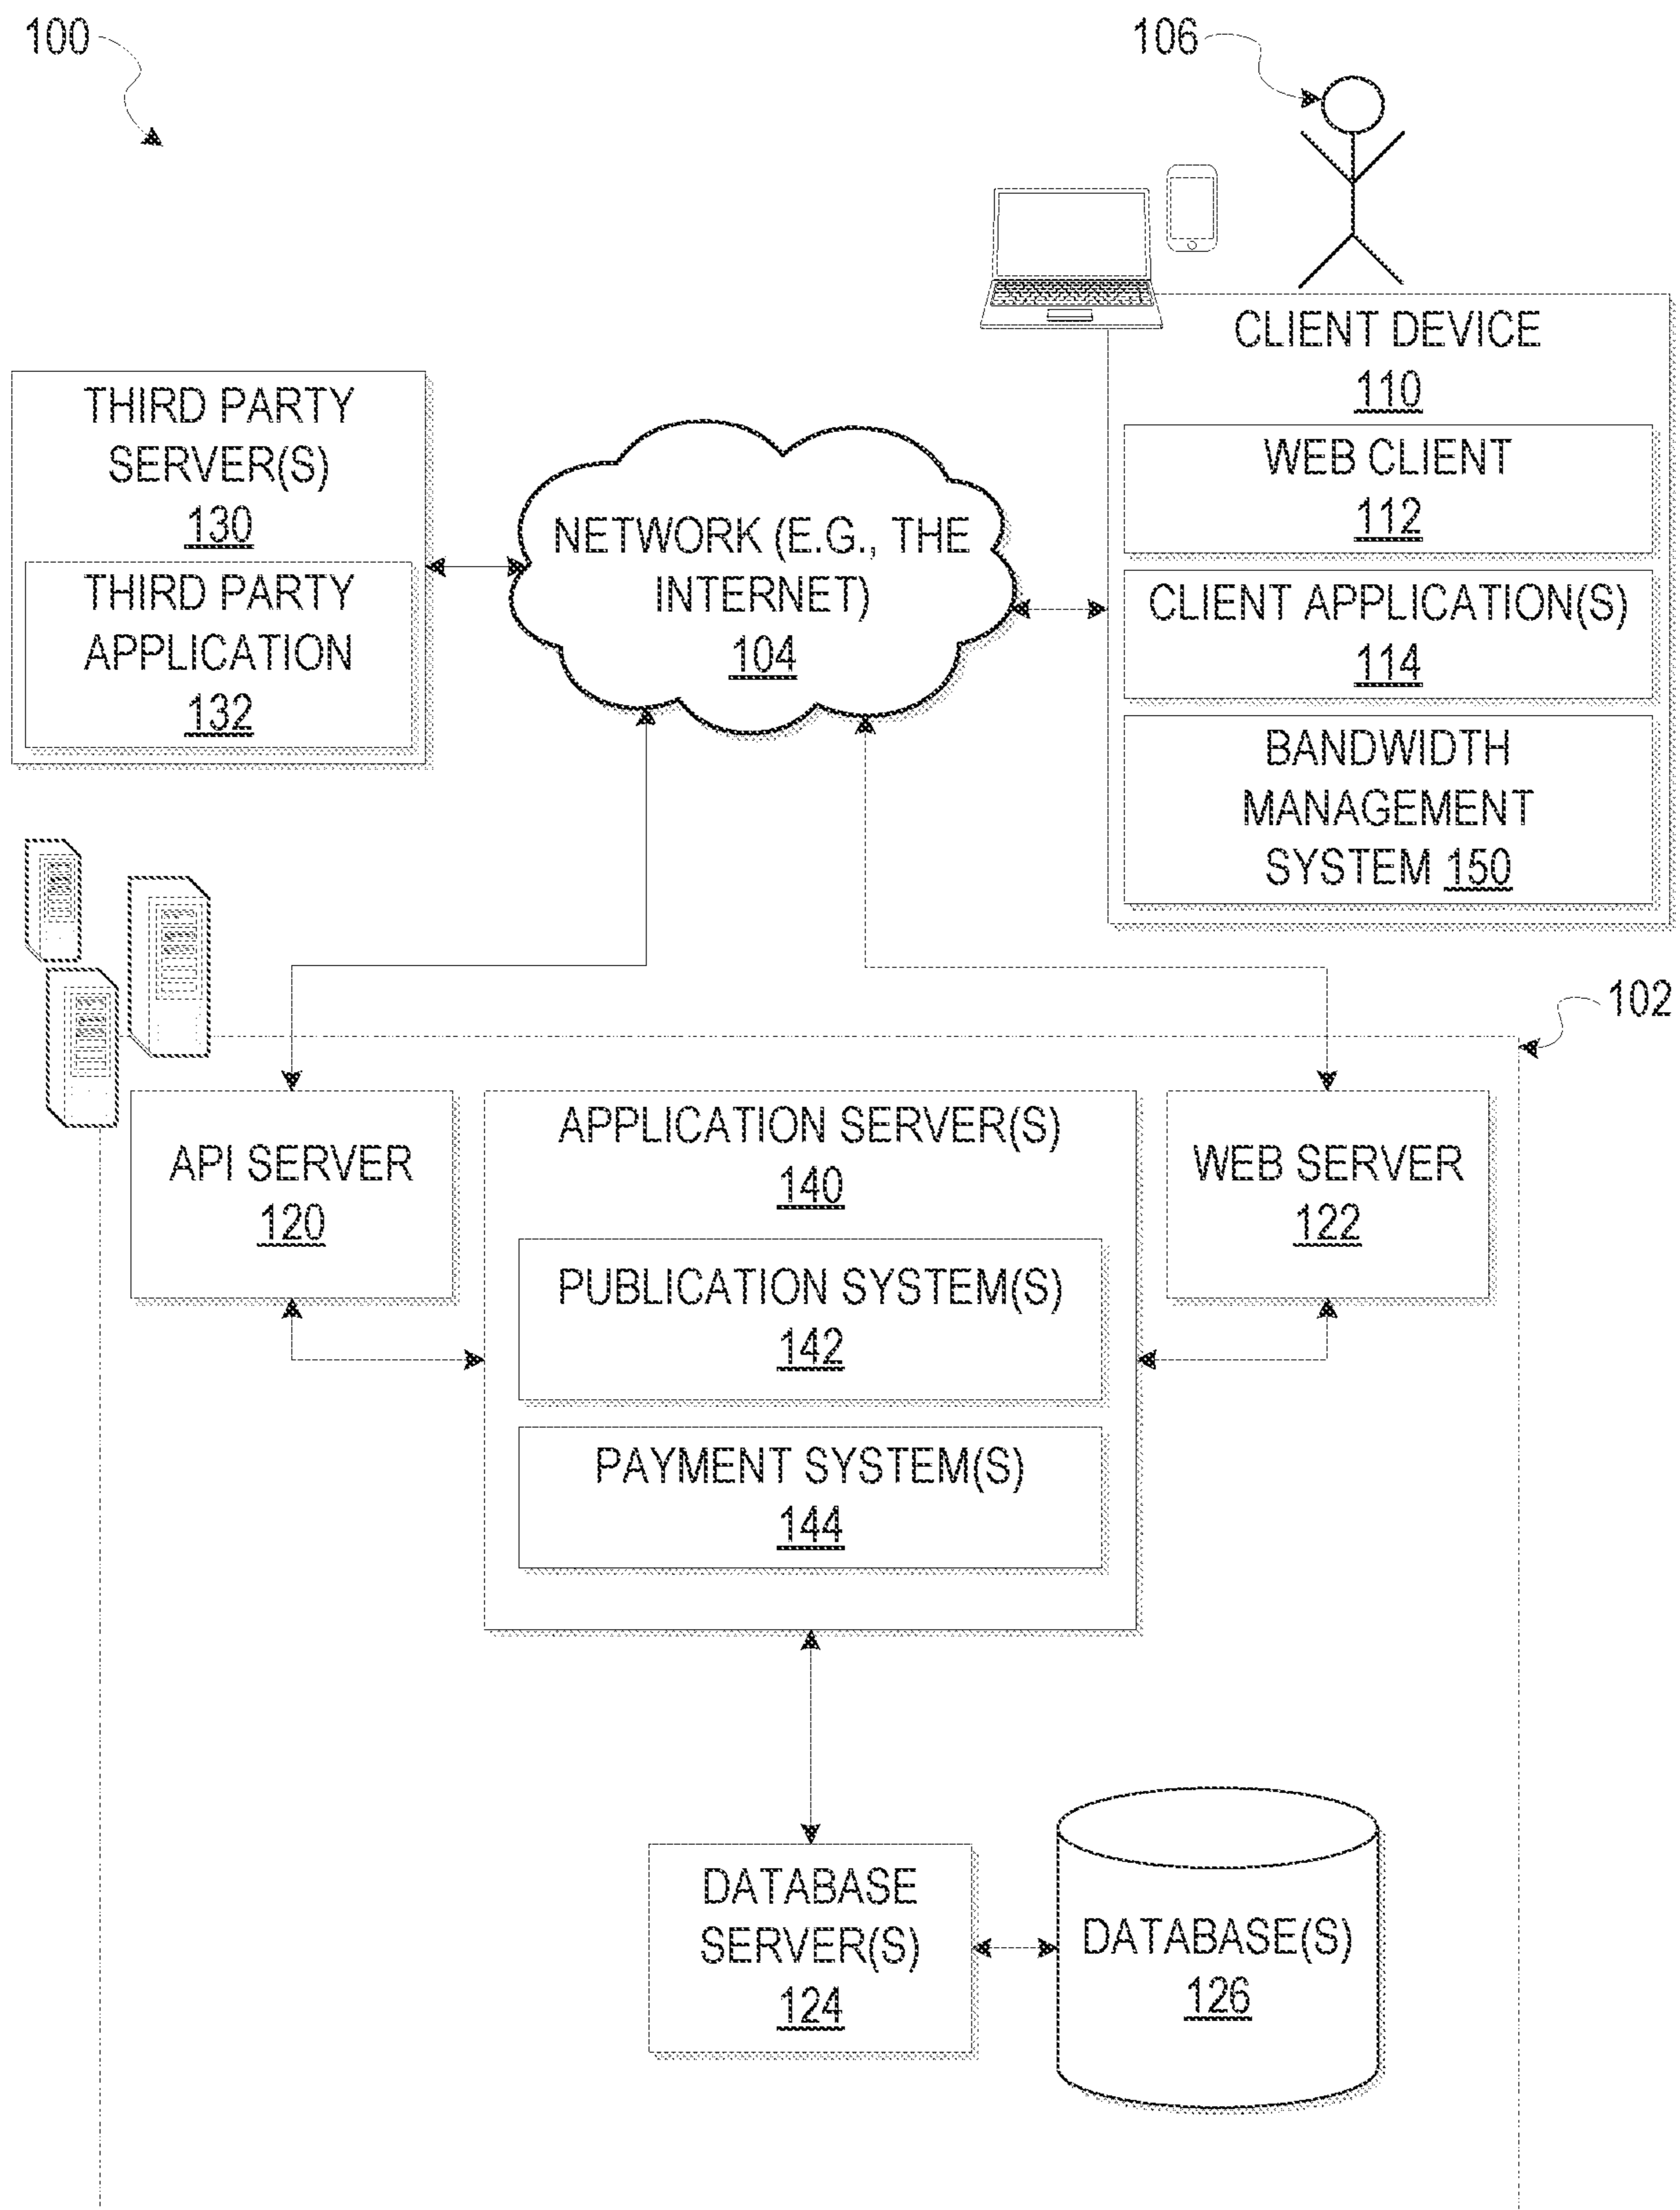 100
106
CLIENT DEVICE
110
WEB CLIENT
112
CLIENT APPLICATION(S)
114
BANDWIDTH
MANAGEMENT
SYSTEM 150
THIRD PARTY
SERVER(S)
130
THIRD PARTY
APPLICATION
132
NETWORK (E.G., THE
INTERNET)
104
102
API SERVER
120
APPLICATION SERVER(S)
140
PUBLICATION SYSTEM(S)
142
PAYMENT SYSTEM(S)
144
WEB SERVER
122
DATABASE
SERVER(S)
124
DATABASE(S)
126